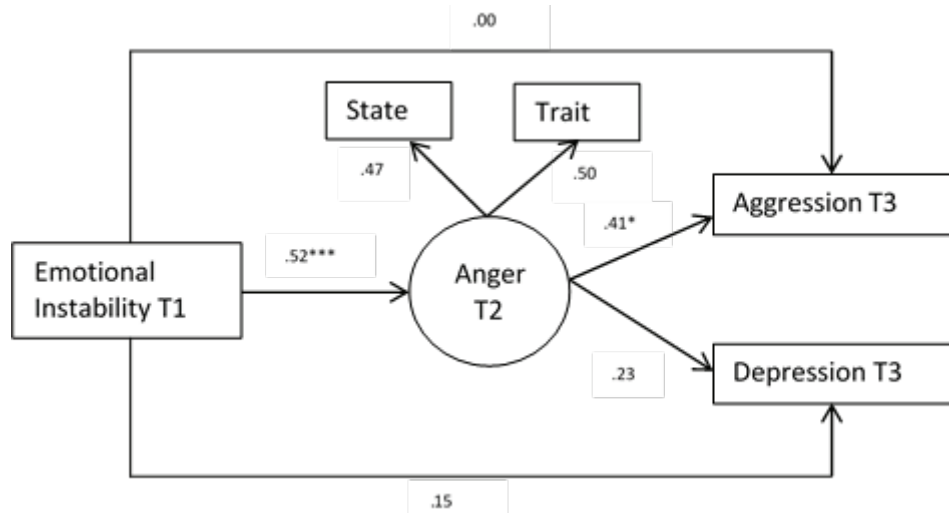 .00
State
Trait
.47
.50
Aggression T3
.41*
.52***
Emotional
Instability T1
Anger
T2
.23
Depression T3
.15